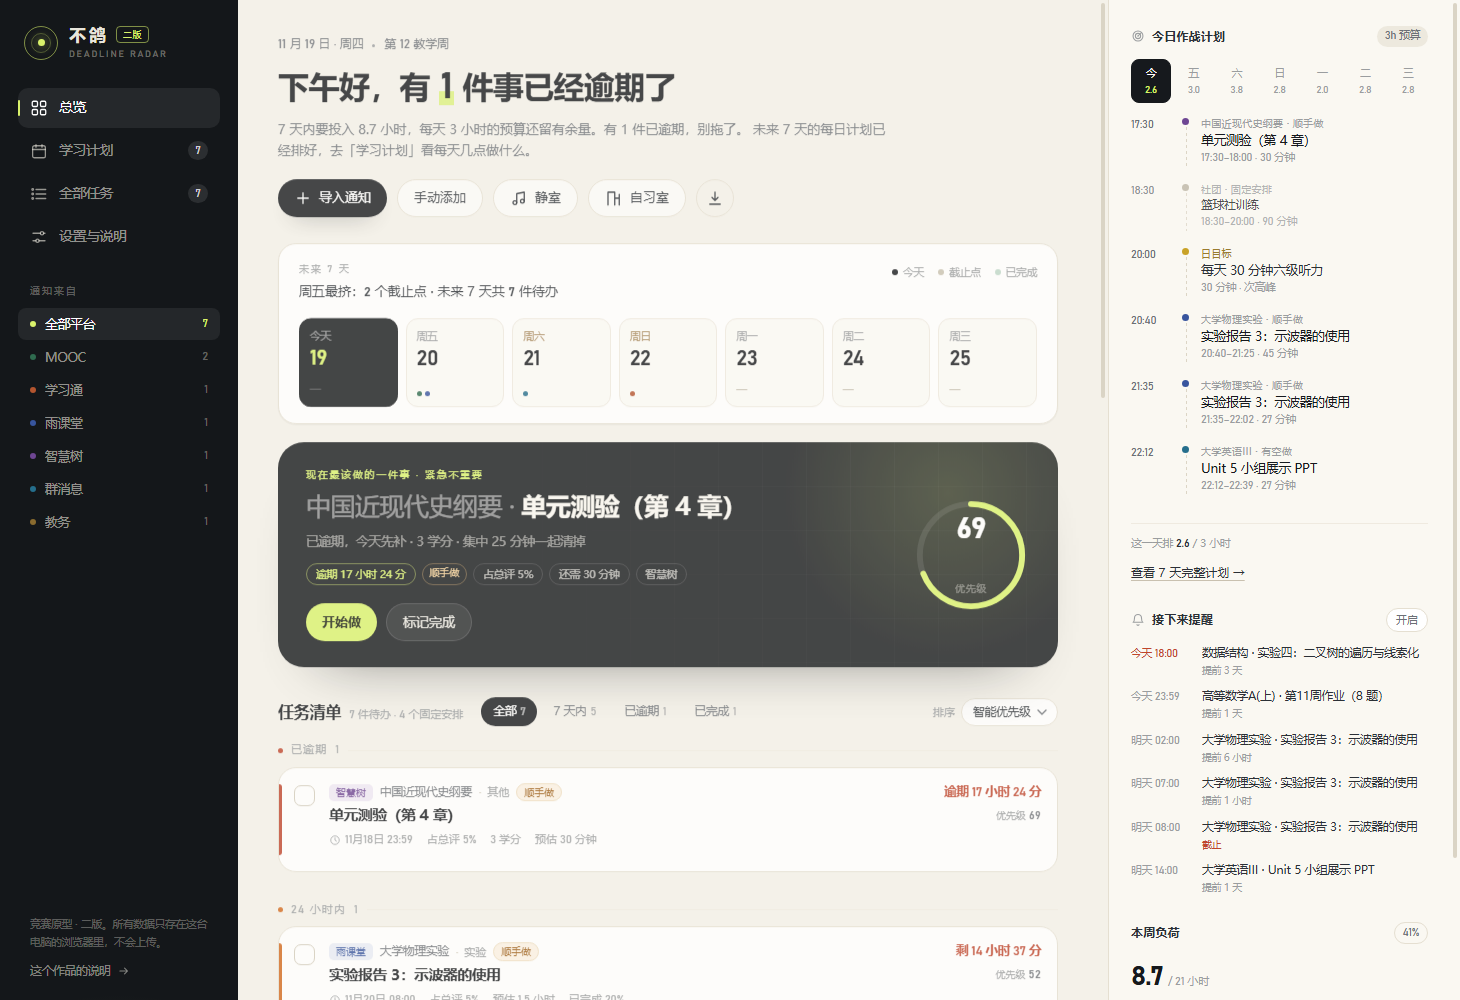 不鸽 二版
DEADLINE RADAR
总览
学习计划 7
全部任务 7
设置与说明
通知来自
全部平台 7
MOOC 2
学习通 1
雨课堂 1
智慧树 1
群消息 1
教务 1
竞赛原型 · 二版。所有数据只存在这台
电脑的浏览器里，不会上传。
这个作品的说明 →
11 月 19 日 · 周四 · 第 12 教学周
下午好，有 1 件事已经逾期了
7 天内要投入 8.7 小时，每天 3 小时的预算还留有余量。有 1 件已逾期，别拖了。 未来 7 天的每日计划已
经排好，去「学习计划」看每天几点做什么。
导入通知 手动添加 静室 自习室
未来 7 天
周五最挤：2 个截止点 · 未来 7 天共 7 件待办
今天 截止点 已完成
今天 周五 周六 周日 周一 周二 周三
19 20 21 22 23 24 25
— — — —
现在最该做的一件事 · 紧急不重要
中国近现代史纲要 · 单元测验（第 4 章）
已逾期，今天先补 · 3 学分 · 集中 25 分钟一起清掉
逾期 17 小时 24 分 顺手做 占总评 5% 还需 30 分钟 智慧树
开始做 标记完成
69
优先级
任务清单 7 件待办 · 4 个固定安排 全部 7 7 天内 5 已逾期 1 已完成 1 排序 智能优先级
已逾期 1
智慧树 中国近现代史纲要 · 其他 顺手做 逾期 17 小时 24 分
单元测验（第 4 章） 优先级 69
11月18日 23:59 占总评 5% 3 学分 预估 30 分钟
24 小时内 1
雨课堂 大学物理实验 · 实验 顺手做 剩 14 小时 37 分
实验报告 3：示波器的使用 优先级 52
11月20日 08:00 占总评 5% 预估 1.5 小时 已完成 20%
今日作战计划 3h 预算
今 五 六 日 一 二 三
2.6 3.0 3.8 2.8 2.0 2.8 2.8
17:30 中国近现代史纲要 · 顺手做
单元测验（第 4 章）
17:30–18:00 · 30 分钟
18:30 社团 · 固定安排
篮球社训练
18:30–20:00 · 90 分钟
20:00 日目标
每天 30 分钟六级听力
30 分钟 · 次高峰
20:40 大学物理实验 · 顺手做
实验报告 3：示波器的使用
20:40–21:25 · 45 分钟
21:35 大学物理实验 · 顺手做
实验报告 3：示波器的使用
21:35–22:02 · 27 分钟
22:12 大学英语III · 有空做
Unit 5 小组展示 PPT
22:12–22:39 · 27 分钟
这一天排 2.6 / 3 小时
查看 7 天完整计划 →
接下来提醒 开启
今天 18:00 数据结构 · 实验四：二叉树的遍历与线索化
提前 3 天
今天 23:59 高等数学A(上) · 第11周作业（8 题）
提前 1 天
明天 02:00 大学物理实验 · 实验报告 3：示波器的使用
提前 6 小时
明天 07:00 大学物理实验 · 实验报告 3：示波器的使用
提前 1 小时
明天 08:00 大学物理实验 · 实验报告 3：示波器的使用
截止
明天 14:00 大学英语III · Unit 5 小组展示 PPT
提前 1 天
本周负荷 41%
8.7 / 21 小时